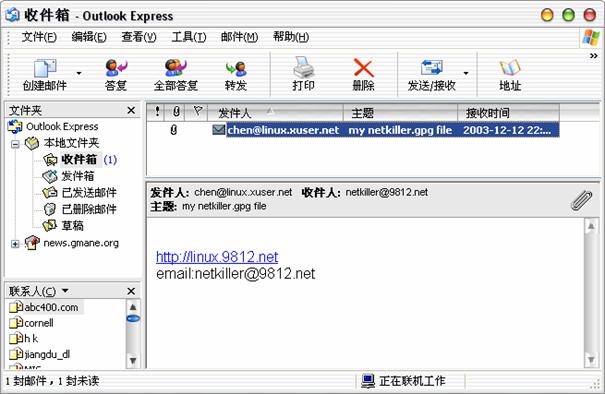 收件箱 - Outlook Express
文件(F) 编辑(E) 查看(V) 工具(T) 邮件(M) 帮助(H)
创建邮件 答复 全部答复 转发 打印 删除 发送/接收 地址
文件夹
Outlook Express
本地文件夹
收件箱 (1)
发件箱
已发送邮件
已删除邮件
草稿
news.gmane.org
联系人(C)
abc400.com
cornell
h k
jiangdu_dl
发件人 主题 接收时间
chen@linux.xuser.net my netkiller.gpg file 2003-12-12 22:...
发件人: chen@linux.xuser.net 收件人: netkiller@9812.net
主题: my netkiller.gpg file
http://linux.9812.net
email:netkiller@9812.net
1 封邮件，1 封未读
正在联机工作